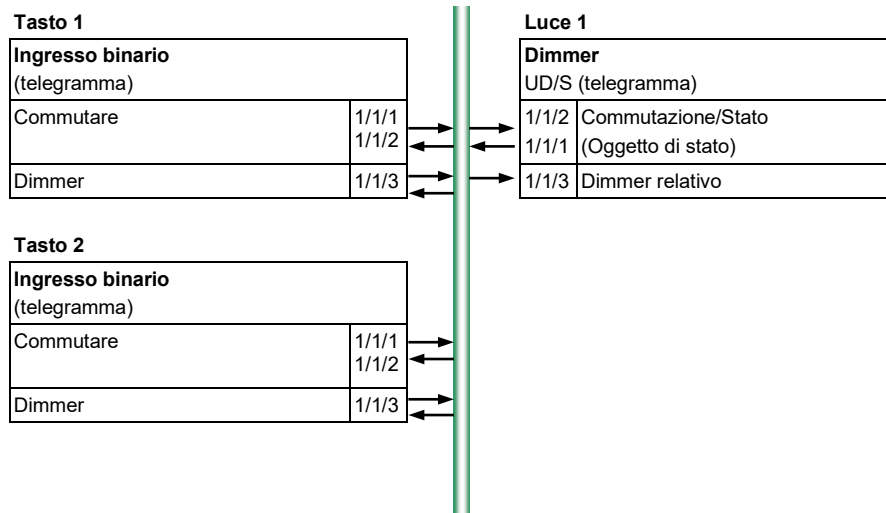 Tasto 1
Ingresso binario
(telegramma)
Commutare 1/1/1
1/1/2
Dimmer 1/1/3
Luce 1
Dimmer
UD/S (telegramma)
1/1/2 Commutazione/Stato
1/1/1 (Oggetto di stato)
1/1/3 Dimmer relativo
Tasto 2
Ingresso binario
(telegramma)
Commutare 1/1/1
1/1/2
Dimmer 1/1/3